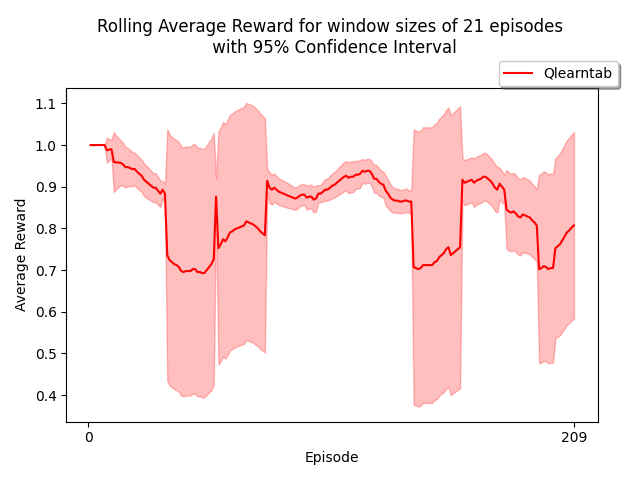 Rolling Average Reward for window sizes of 21 episodes
with 95% Confidence Interval
Qlearntab
1.1
1.0
0.9
0.8
0.7
0.6
0.5
0.4
Average Reward
0
209
Episode